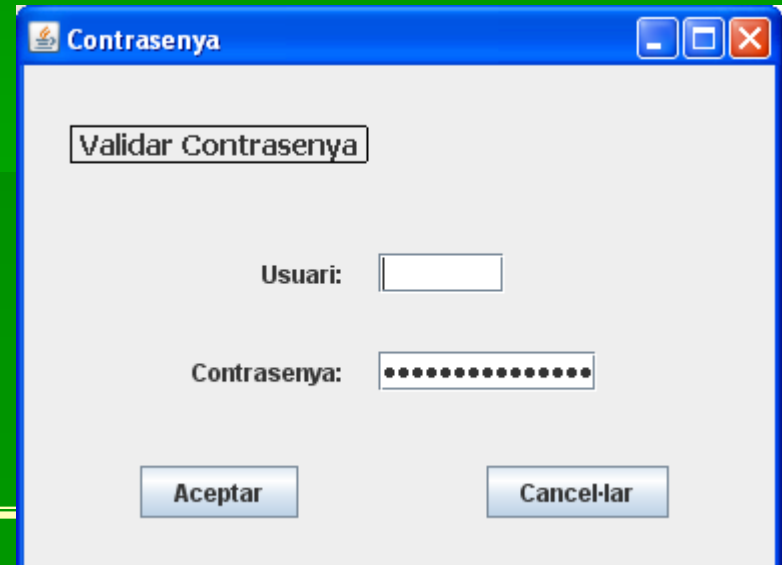 Contrasenya
Validar Contrasenya
Usuari:
Contrasenya: •••••••••••••••
Aceptar Cancel·lar